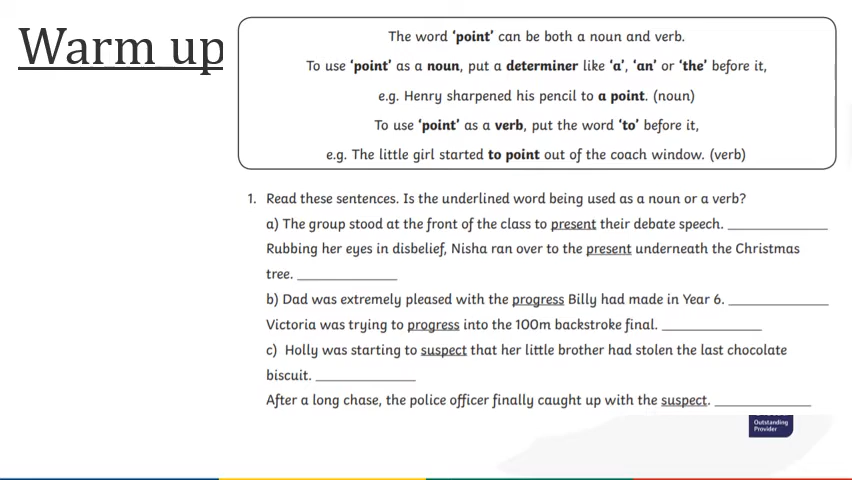 Warm up
The word ‘point’ can be both a noun and verb.
To use ‘point’ as a noun, put a determiner like ‘a’, ‘an’ or ‘the’ before it,
e.g. Henry sharpened his pencil to a point. (noun)
To use ‘point’ as a verb, put the word ‘to’ before it,
e.g. The little girl started to point out of the coach window. (verb)
1. Read these sentences. Is the underlined word being used as a noun or a verb?
a) The group stood at the front of the class to present their debate speech. ____________
Rubbing her eyes in disbelief, Nisha ran over to the present underneath the Christmas
tree. ____________
b) Dad was extremely pleased with the progress Billy had made in Year 6. ____________
Victoria was trying to progress into the 100m backstroke final. ____________
c) Holly was starting to suspect that her little brother had stolen the last chocolate
biscuit. ____________
After a long chase, the police officer finally caught up with the suspect. ____________
Outstanding
Provider